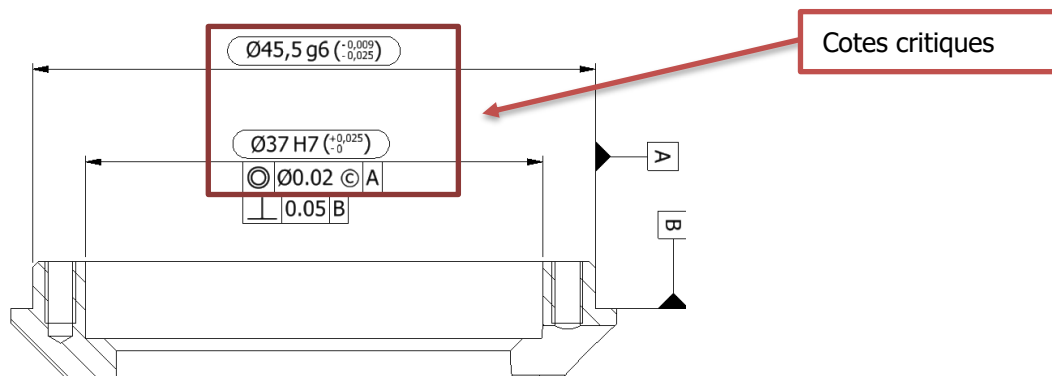 Cotes critiques
Ø45,5 g6 (-0,009 -0,025)
Ø37 H7 (+0,025 -0)
◎ Ø0.02 Ⓒ A
⊥ 0.05 B
A
B